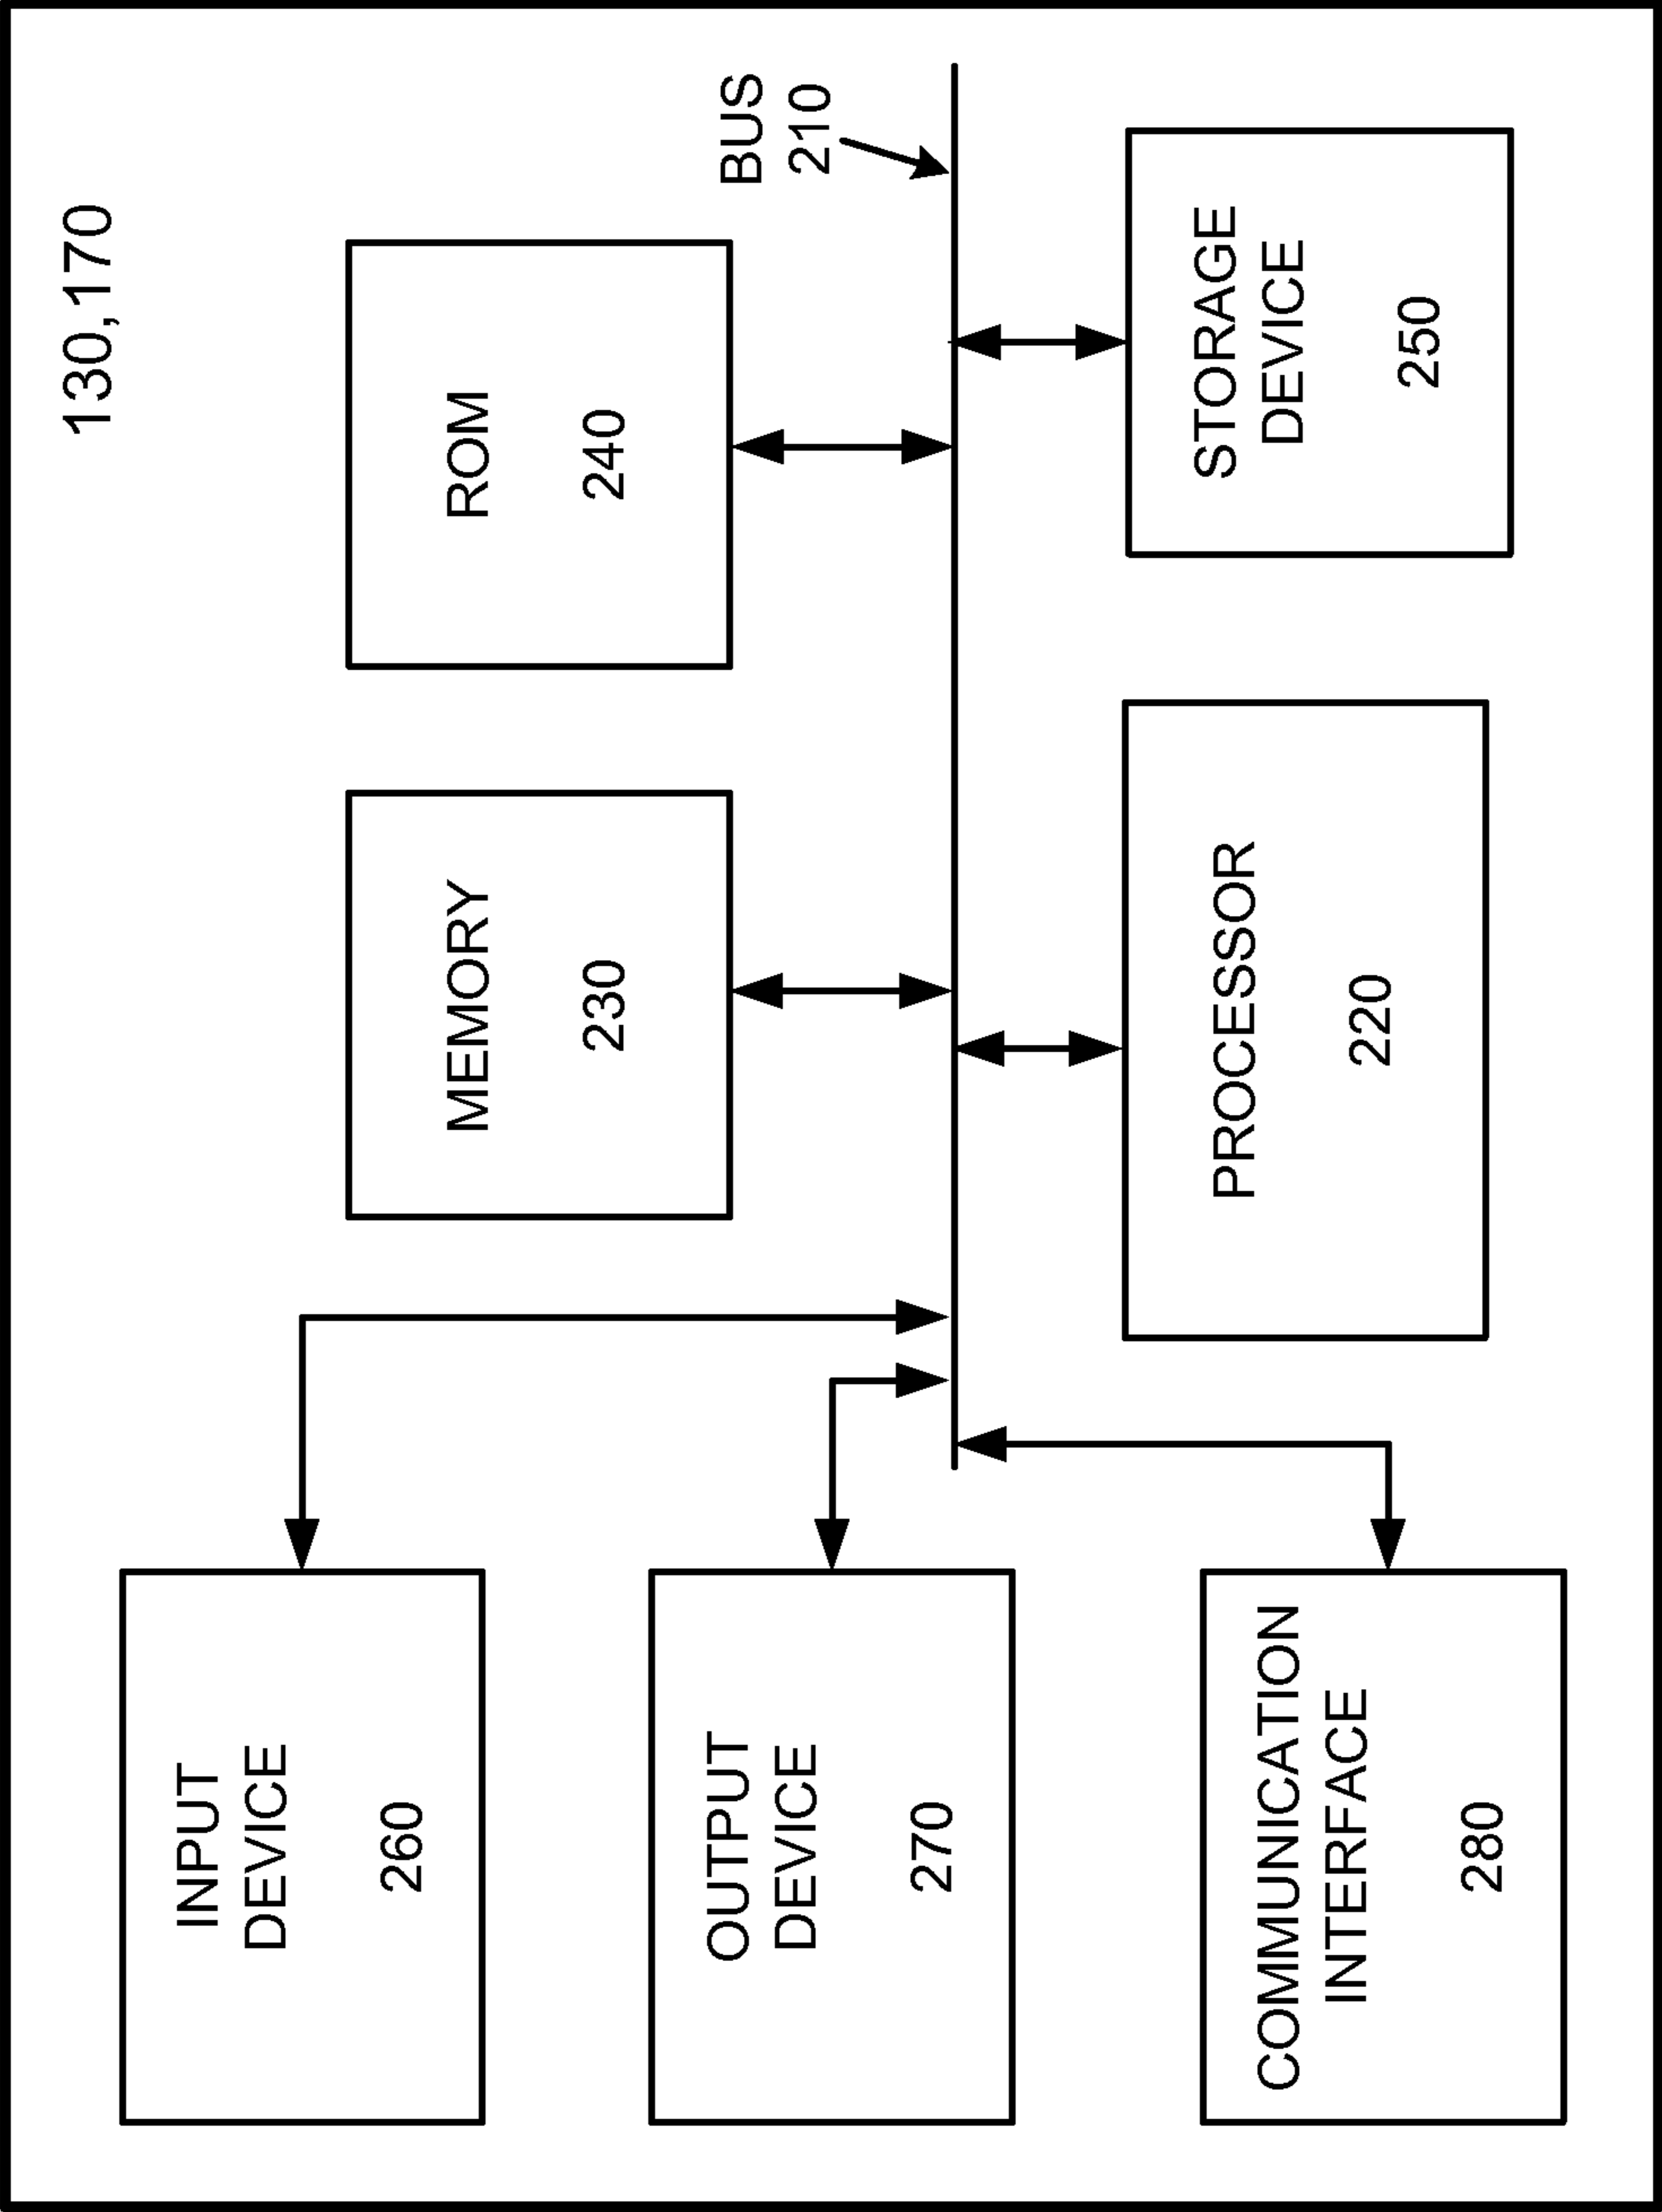 130,170
INPUT
DEVICE
260
MEMORY
230
ROM
240
OUTPUT
DEVICE
270
BUS
210
COMMUNICATION
INTERFACE
280
PROCESSOR
220
STORAGE
DEVICE
250